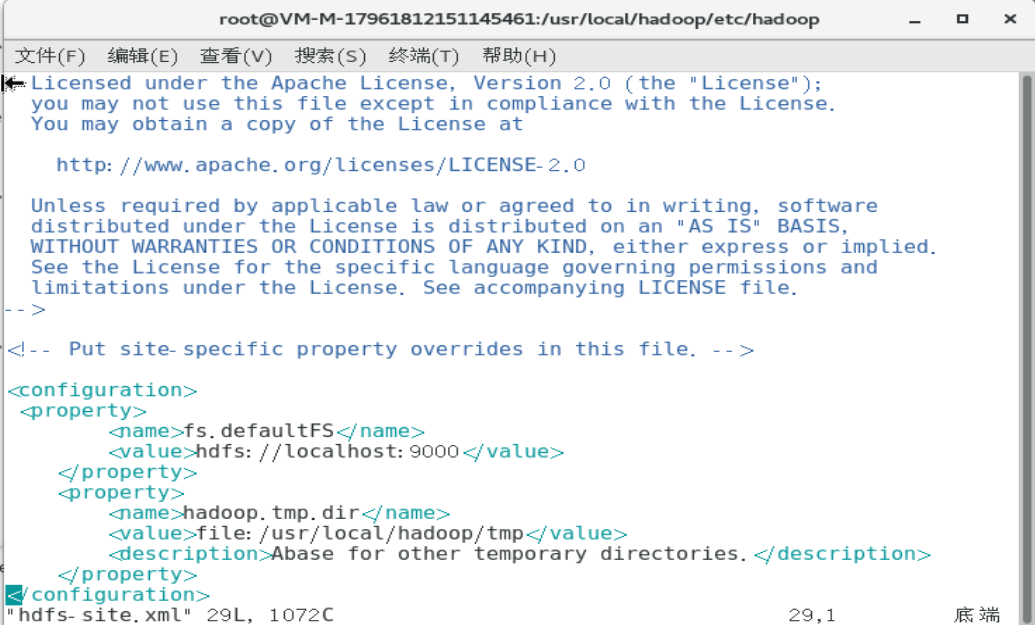 root@VM-M-17961812151145461:/usr/local/hadoop/etc/hadoop
文件(F) 编辑(E) 查看(V) 搜索(S) 终端(T) 帮助(H)
Licensed under the Apache License, Version 2.0 (the "License");
you may not use this file except in compliance with the License.
You may obtain a copy of the License at
http://www.apache.org/licenses/LICENSE-2.0
Unless required by applicable law or agreed to in writing, software
distributed under the License is distributed on an "AS IS" BASIS,
WITHOUT WARRANTIES OR CONDITIONS OF ANY KIND, either express or implied.
See the License for the specific language governing permissions and
limitations under the License. See accompanying LICENSE file.
-->
<!-- Put site-specific property overrides in this file. -->
<configuration>
<property>
<name>fs.defaultFS</name>
<value>hdfs://localhost:9000</value>
</property>
<property>
<name>hadoop.tmp.dir</name>
<value>file:/usr/local/hadoop/tmp</value>
<description>Abase for other temporary directories.</description>
</property>
</configuration>
"hdfs-site.xml" 29L, 1072C 29,1 底端